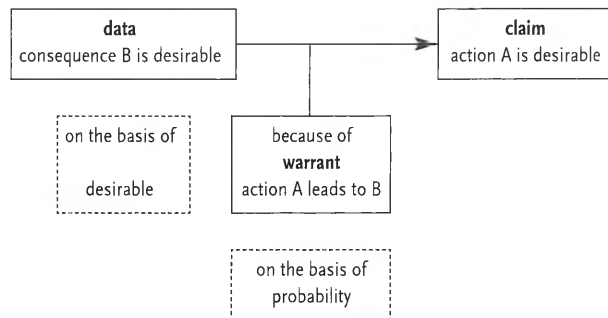 data
consequence B is desirable
claim
action A is desirable
on the basis of
desirable
because of
warrant
action A leads to B
on the basis of
probability